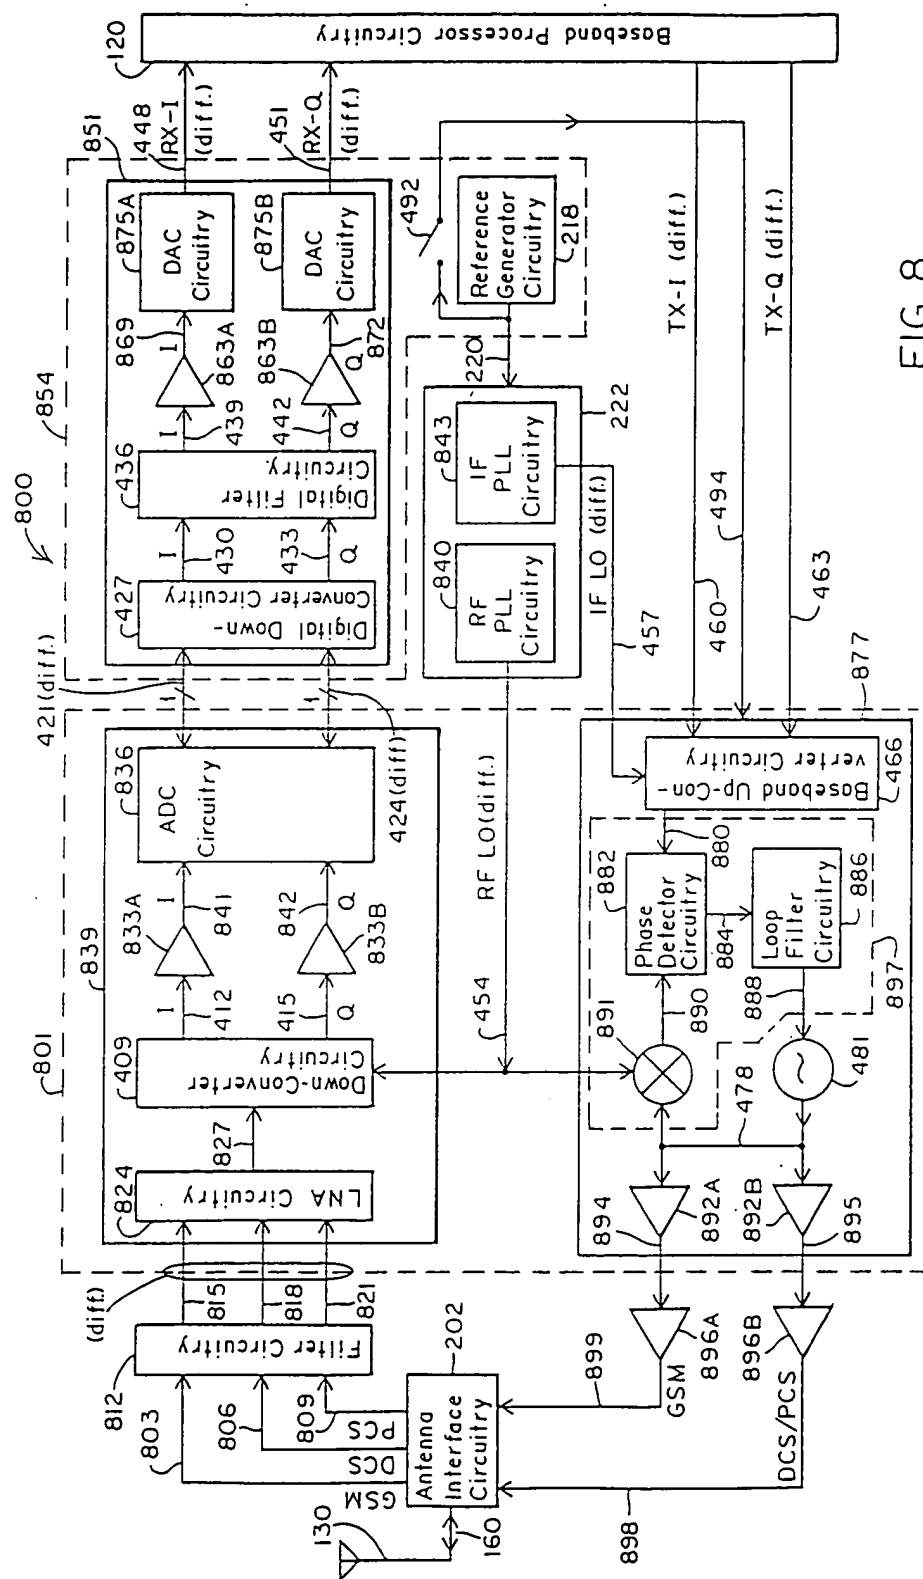 800
801
854
839
851
120
Baseband Processor Circuitry
448
RX-I
(diff.)
451
RX-Q
(diff.)
875A
DAC
Circuitry
875B
DAC
Circuitry
869
I
863A
863B
872
Q
I
439
442
Q
436
Digital Filter
Circuitry.
I
430
433
Q
427
Digital Down-
Converter Circuitry
421(diff.)
424(diff)
836
ADC
Circuitry
833A
I
841
842
Q
833B
I
412
415
Q
409
Down-Converter
Circuitry
827
824
LNA Circuitry
(diff.)
815
818
821
812
Filter Circuitry
803
806
809
GSM
DCS
PCS
202
Antenna
Interface
Circuitry
130
160
492
Reference
Generator
Circuitry
218
220
222
843
IF
PLL
Circuitry
840
RF
PLL
Circuitry
RF LO(diff.)
454
IF LO (diff.)
457
TX-I (diff.)
TX-Q (diff.)
460
494
463
877
Baseband Up-Con-
verter Circuitry
466
880
882
Phase
Detector
Circuitry
884
Loop
Filter
Circuitry
886
888
890
891
897
481
478
892A
892B
894
895
896A
896B
899
GSM
DCS/PCS
898
FIG. 8